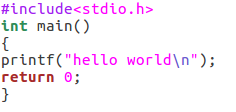 #include<stdio.h>
int main()
{
printf("hello world\n");
return 0;
}